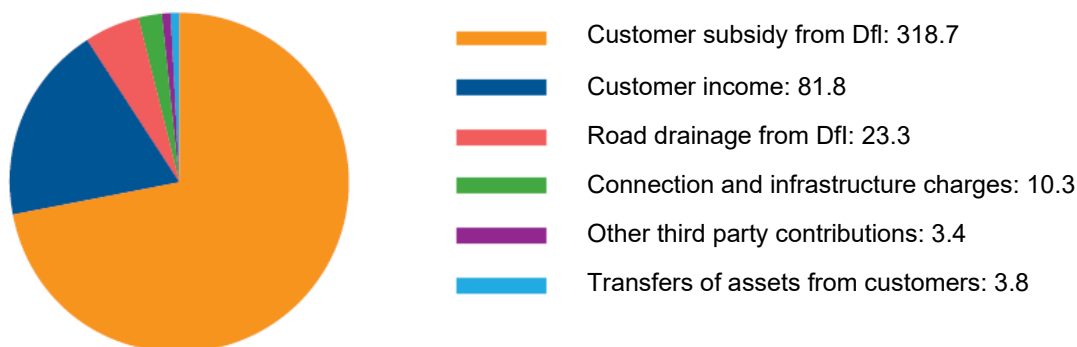 Customer subsidy from DfI: 318.7
Customer income: 81.8
Road drainage from DfI: 23.3
Connection and infrastructure charges: 10.3
Other third party contributions: 3.4
Transfers of assets from customers: 3.8